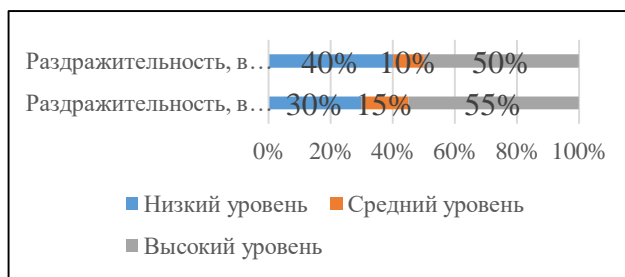 Раздражительность, в…
40% 10% 50%
Раздражительность, в…
30% 15% 55%
0% 20% 40% 60% 80% 100%
Низкий уровень Средний уровень
Высокий уровень